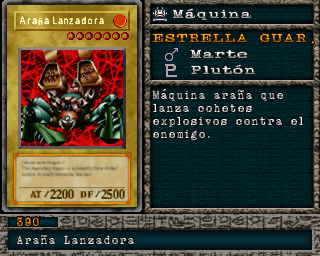 Araña Lanzadora
Máquina
ESTRELLA GUAR.
Marte
Plutón
Máquina araña que
lanza cohetes
explosivos contra el
enemigo.
AT/2200 DF/2500
390
Araña Lanzadora